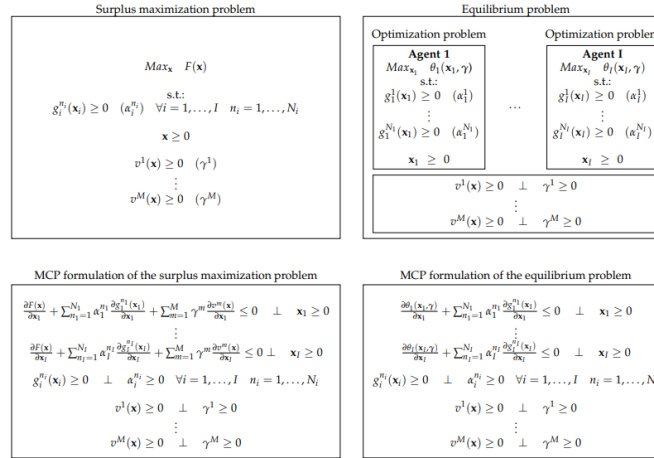 Surplus maximization problem
Max_x F(x)
s.t.:
g_i^{n_i}(x_i) ≥ 0 (α_i^{n_i}) ∀i = 1, . . . , I n_i = 1, . . . , N_i
x ≥ 0
v^1(x) ≥ 0 (γ^1)
⋮
v^M(x) ≥ 0 (γ^M)
Equilibrium problem
Optimization problem
Agent 1
Max_{x_1} θ_1(x_1, γ)
s.t.:
g_1^1(x_1) ≥ 0 (α_1^1)
⋮
g_1^{N_1}(x_1) ≥ 0 (α_1^{N_1})
x_1 ≥ 0
...
Optimization problem
Agent I
Max_{x_I} θ_I(x_I, γ)
s.t.:
g_I^1(x_I) ≥ 0 (α_I^1)
⋮
g_I^{N_I}(x_I) ≥ 0 (α_I^{N_I})
x_I ≥ 0
v^1(x) ≥ 0 ⊥ γ^1 ≥ 0
⋮
v^M(x) ≥ 0 ⊥ γ^M ≥ 0
MCP formulation of the surplus maximization problem
∂F(x)/∂x_1 + ∑_{n_1=1}^{N_1} α_1^{n_1} ∂g_1^{n_1}(x_1)/∂x_1 + ∑_{m=1}^{M} γ^m ∂v^m(x)/∂x_1 ≤ 0 ⊥ x_1 ≥ 0
⋮
∂F(x)/∂x_I + ∑_{n_I=1}^{N_I} α_I^{n_I} ∂g_I^{n_I}(x_I)/∂x_I + ∑_{m=1}^{M} γ^m ∂v^m(x)/∂x_I ≤ 0 ⊥ x_I ≥ 0
g_i^{n_i}(x_i) ≥ 0 ⊥ α_i^{n_i} ≥ 0 ∀i = 1, . . . , I n_i = 1, . . . , N_i
v^1(x) ≥ 0 ⊥ γ^1 ≥ 0
⋮
v^M(x) ≥ 0 ⊥ γ^M ≥ 0
MCP formulation of the equilibrium problem
∂θ_1(x_1,γ)/∂x_1 + ∑_{n_1=1}^{N_1} α_1^{n_1} ∂g_1^{n_1}(x_1)/∂x_1 ≤ 0 ⊥ x_1 ≥ 0
⋮
∂θ_I(x_I,γ)/∂x_I + ∑_{n_I=1}^{N_I} α_I^{n_I} ∂g_I^{n_I}(x_I)/∂x_I ≤ 0 ⊥ x_I ≥ 0
g_i^{n_i}(x_i) ≥ 0 ⊥ α_i^{n_i} ≥ 0 ∀i = 1, . . . , I n_i = 1, . . . , N
v^1(x) ≥ 0 ⊥ γ^1 ≥ 0
⋮
v^M(x) ≥ 0 ⊥ γ^M ≥ 0